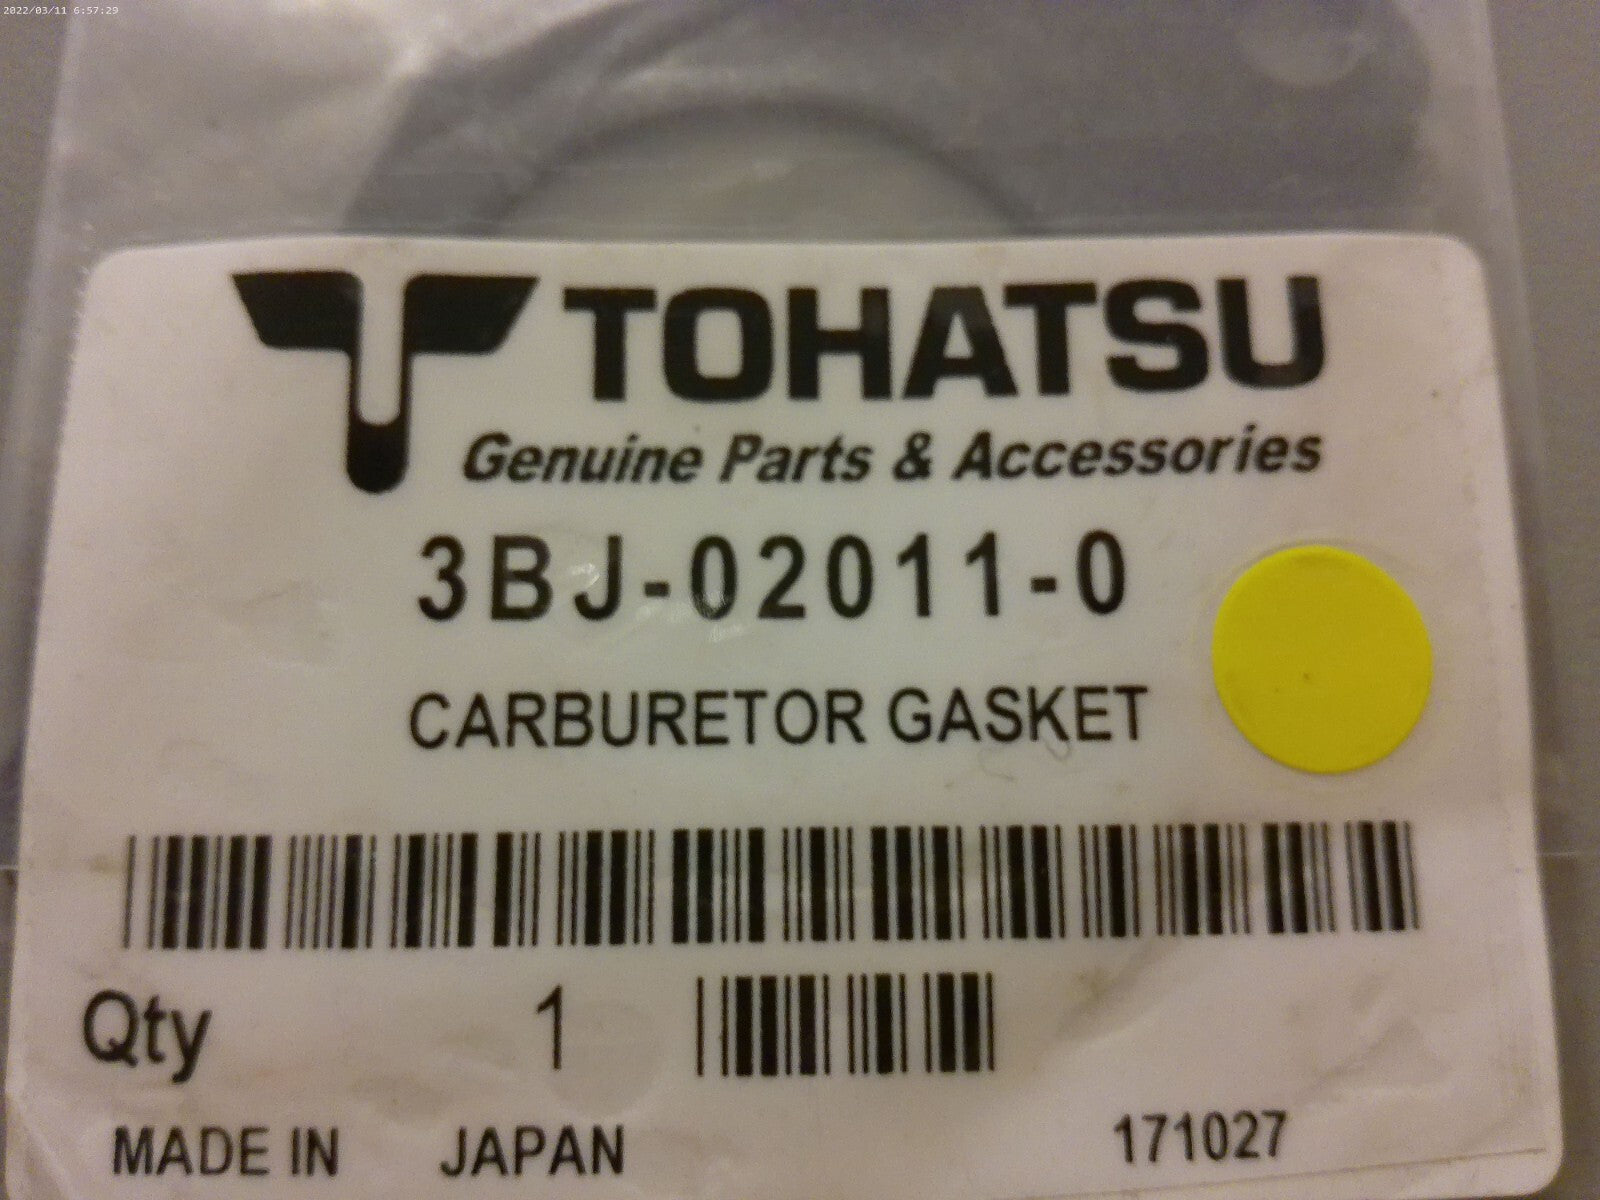 2022/03/11 6:57:29
TOHATSU
Genuine Parts & Accessories
3BJ-02011-0
CARBURETOR GASKET
Qty 1
MADE IN JAPAN 171027